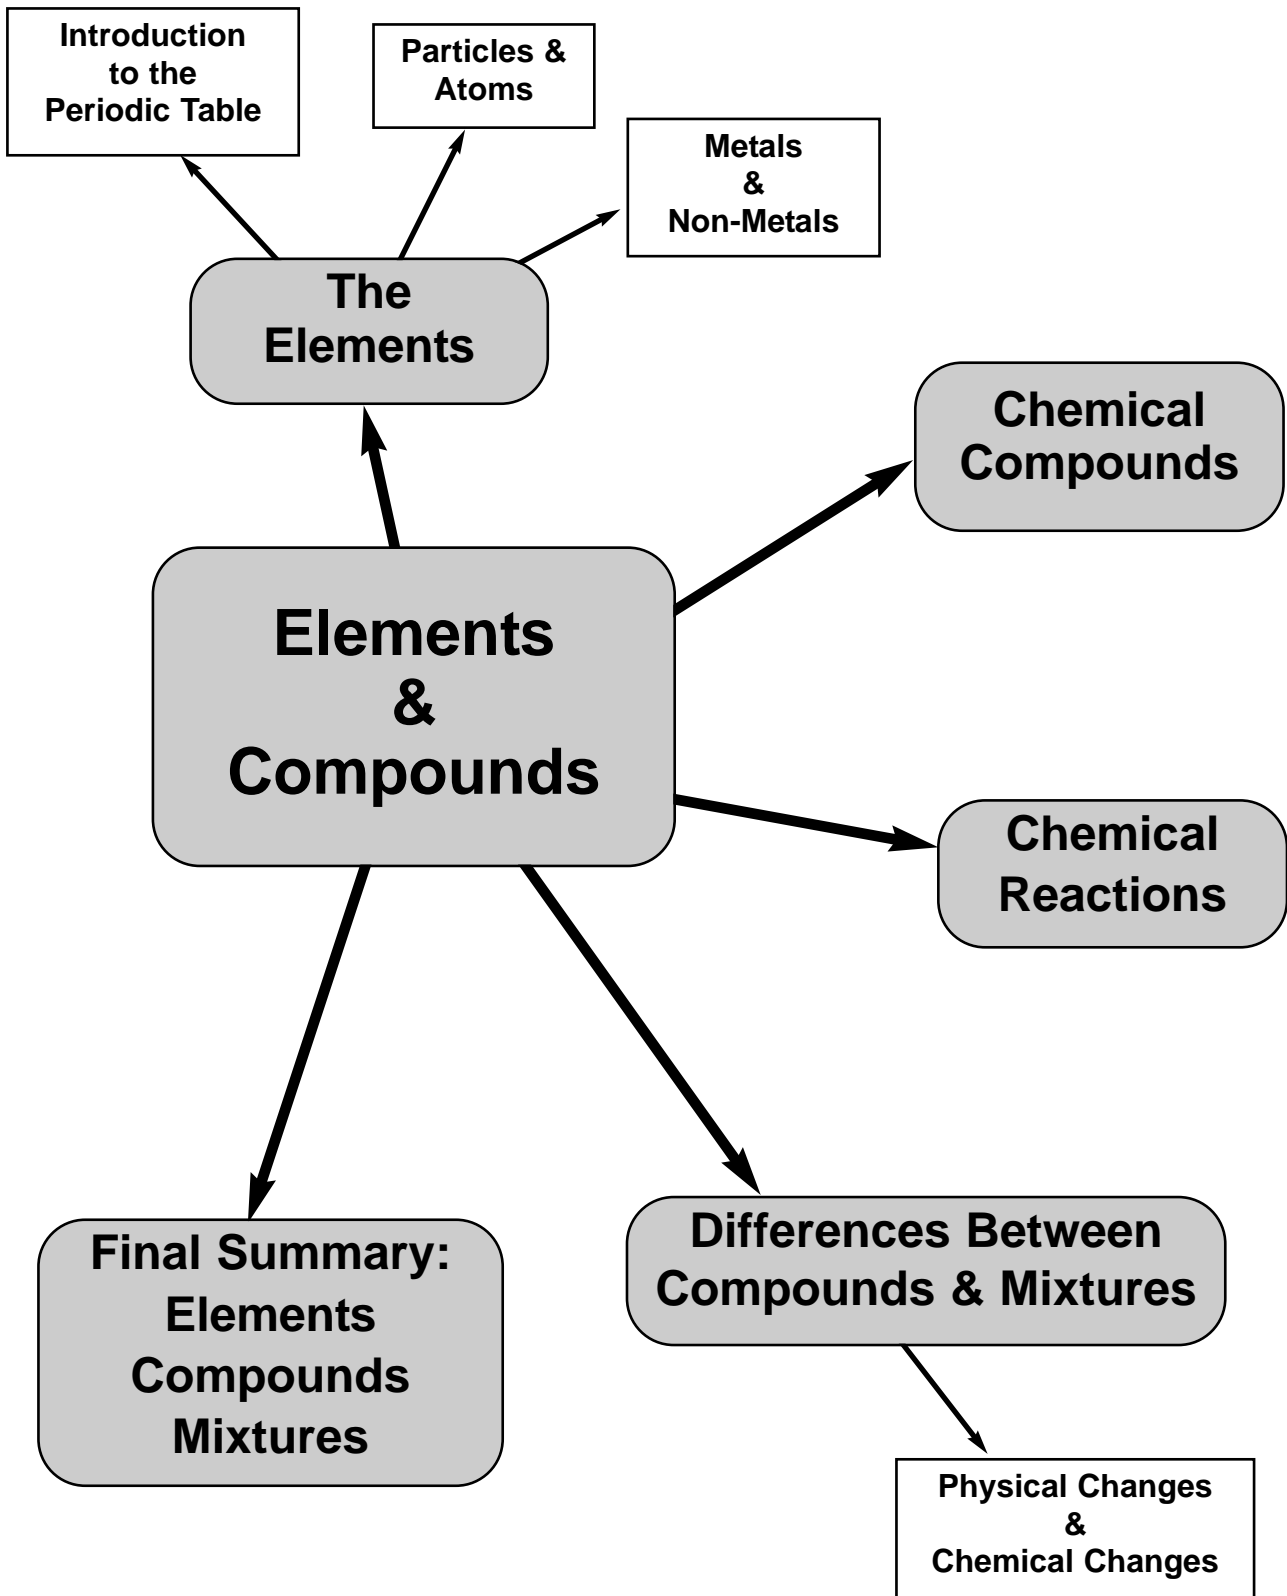 Introduction
to the
Periodic Table
Particles &
Atoms
Metals
&
Non-Metals
The
Elements
Chemical
Compounds
Elements
&
Compounds
Chemical
Reactions
Final Summary:
Elements
Compounds
Mixtures
Differences Between
Compounds & Mixtures
Physical Changes
&
Chemical Changes